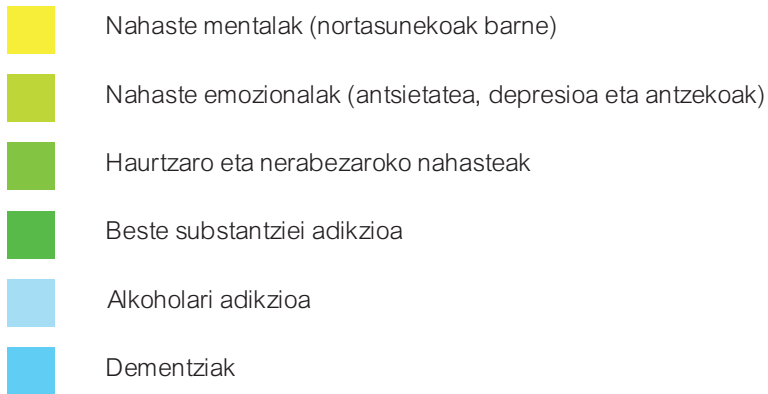 Nahaste mentalak (nortasunekoak barne)
Nahaste emozionalak (antsietatea, depresioa eta antzekoak)
Haurtzaro eta nerabezaroko nahasteak
Beste substantziei adikzioa
Alkoholari adikzioa
Dementziak